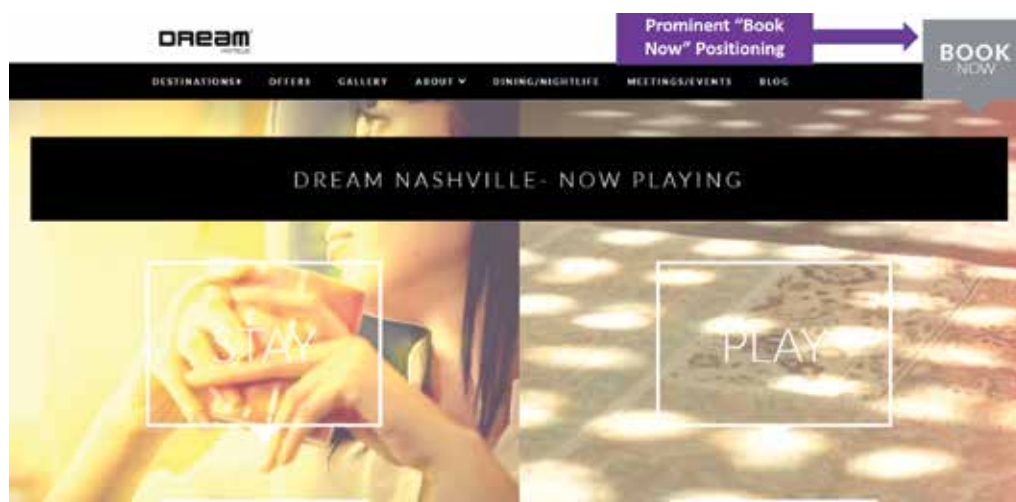 Prominent "Book
Now" Positioning
DREAM
HOTELS
BOOK
NOW
DESTINATIONS+ OFFERS GALLERY ABOUT DINING/NIGHTLIFE MEETINGS/EVENTS BLOG
DREAM NASHVILLE- NOW PLAYING
STAY
PLAY